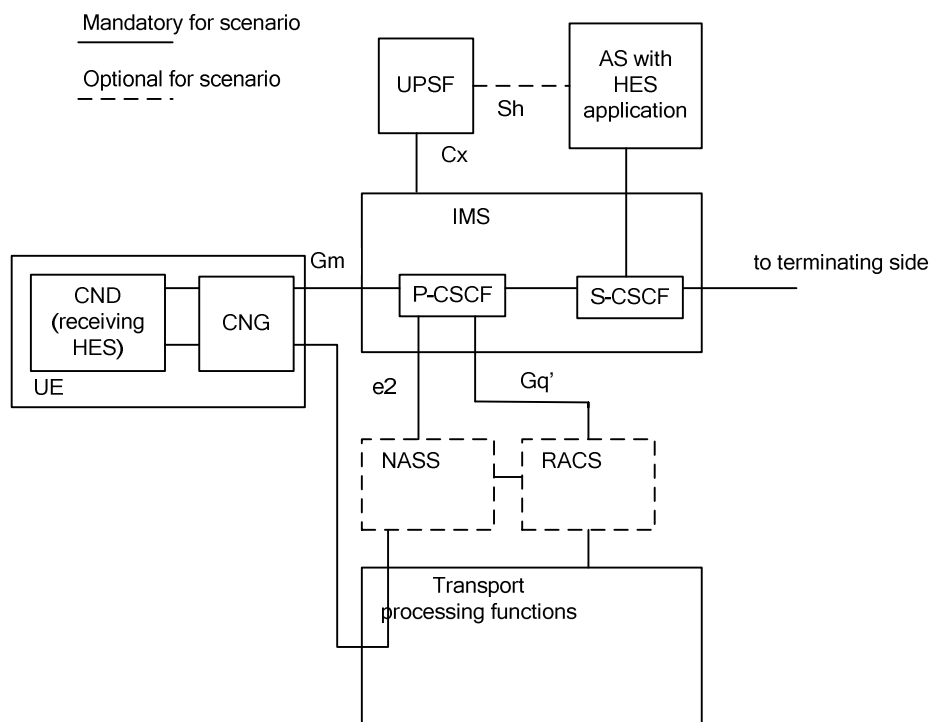 Mandatory for scenario
Optional for scenario
UPSF
Sh
AS with
HES
application
Cx
IMS
Gm
to terminating side
CND
(receiving
HES)
CNG
UE
P-CSCF
S-CSCF
e2
Gq’
NASS
RACS
Transport
processing functions